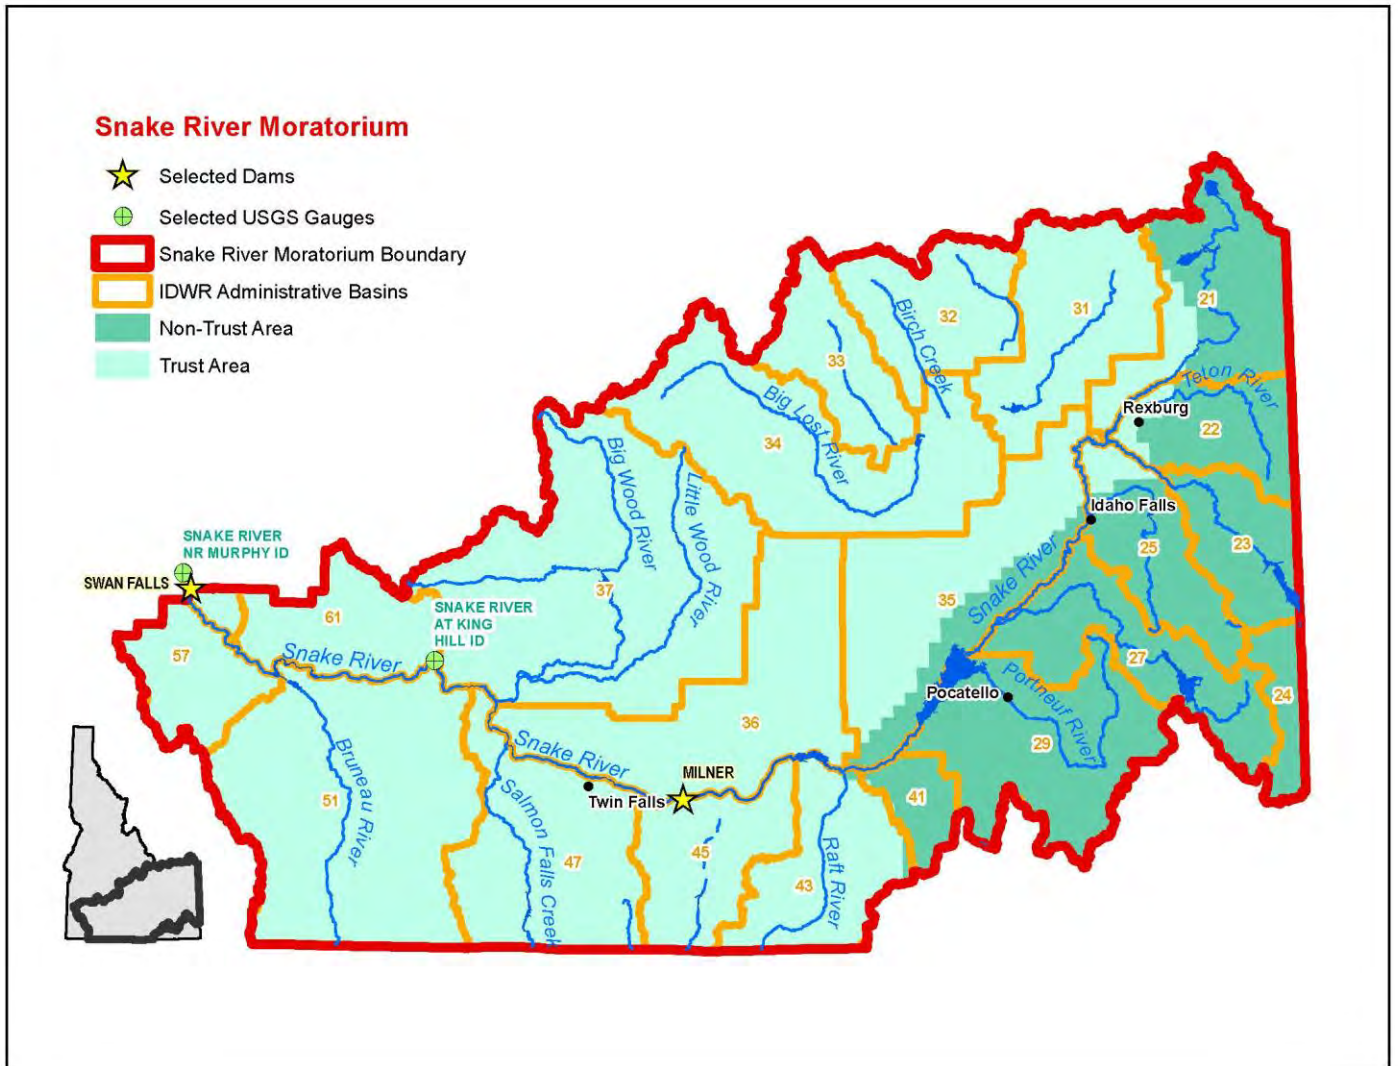 Snake River Moratorium
Selected Dams
Selected USGS Gauges
Snake River Moratorium Boundary
IDWR Administrative Basins
Non-Trust Area
Trust Area
21
32
31
Birch Creek
33
Teton River
Rexburg
22
Big Lost River
34
Big Wood River
Little Wood River
Idaho Falls
SNAKE RIVER
NR MURPHY ID
SWAN FALLS
25
23
37
35
Snake River
SNAKE RIVER
AT KING
HILL ID
61
57
Snake River
27
24
Pocatello
Portneuf River
29
36
Snake River
MILNER
Twin Falls
Bruneau River
51
Salmon Falls Creek
47
45
43
Raft River
41